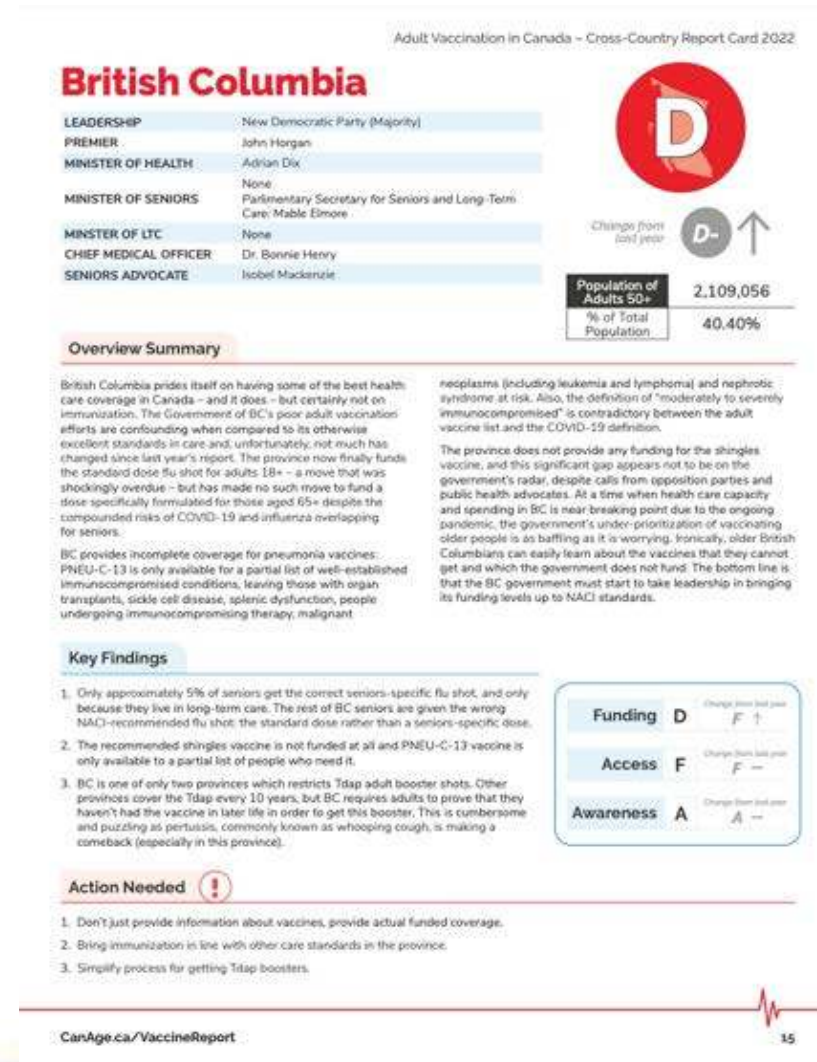 Adult Vaccination in Canada – Cross-Country Report Card 2022
British Columbia
D
LEADERSHIP New Democratic Party (Majority)
PREMIER John Horgan
MINISTER OF HEALTH Adrian Dix
MINISTER OF SENIORS None
Parlimentary Secretary for Seniors and Long-Term
Care: Mable Elmore
MINSTER OF LTC None
CHIEF MEDICAL OFFICER Dr. Bonnie Henry
SENIORS ADVOCATE Isobel Mackenzie
Change from
last year
D-
Population of
Adults 50+
2,109,056
% of Total
Population
40.40%
Overview Summary
British Columbia prides itself on having some of the best health
care coverage in Canada – and it does – but certainly not on
immunization. The Government of BC's poor adult vaccination
efforts are confounding when compared to its otherwise
excellent standards in care and, unfortunately, not much has
changed since last year's report. The province now finally funds
the standard dose flu shot for adults 18+ – a move that was
shockingly overdue – but has made no such move to fund a
dose specifically formulated for those aged 65+ despite the
compounded risks of COVID-19 and influenza overlapping
for seniors.
BC provides incomplete coverage for pneumonia vaccines:
PNEU-C-13 is only available for a partial list of well-established
immunocompromised conditions, leaving those with organ
transplants, sickle cell disease, splenic dysfunction, people
undergoing immunocompromising therapy, malignant
neoplasms (including leukemia and lymphoma) and nephrotic
syndrome at risk. Also, the definition of "moderately to severely
immunocompromised" is contradictory between the adult
vaccine list and the COVID-19 definition.
The province does not provide any funding for the shingles
vaccine, and this significant gap appears not to be on the
government's radar, despite calls from opposition parties and
public health advocates. At a time when health care capacity
and spending in BC is near breaking point due to the ongoing
pandemic, the government's under-prioritization of vaccinating
older people is as baffling as it is worrying. Ironically, older British
Columbians can easily learn about the vaccines that they cannot
get and which the government does not fund. The bottom line is
that the BC government must start to take leadership in bringing
its funding levels up to NACI standards.
Key Findings
1. Only approximately 5% of seniors get the correct seniors-specific flu shot, and only
because they live in long-term care. The rest of BC seniors are given the wrong
NACI-recommended flu shot: the standard dose rather than a seniors-specific dose.
2. The recommended shingles vaccine is not funded at all and PNEU-C-13 vaccine is
only available to a partial list of people who need it.
3. BC is one of only two provinces which restricts Tdap adult booster shots. Other
provinces cover the Tdap every 10 years, but BC requires adults to prove that they
haven't had the vaccine in later life in order to get this booster. This is cumbersome
and puzzling as pertussis, commonly known as whooping cough, is making a
comeback (especially in this province).
Change from last year
Funding D F ↑
Change from last year
Access F F –
Change from last year
Awareness A A –
Action Needed !
1. Don't just provide information about vaccines, provide actual funded coverage.
2. Bring immunization in line with other care standards in the province.
3. Simplify process for getting Tdap boosters.
CanAge.ca/VaccineReport
15